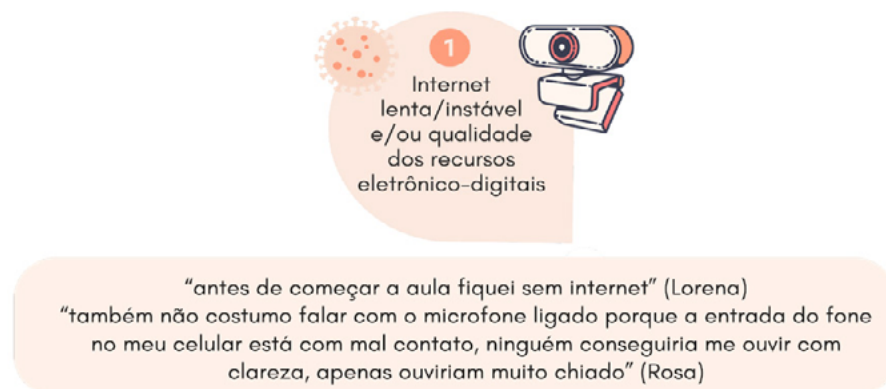 1
Internet
lenta/instável
e/ou qualidade
dos recursos
eletrônico-digitais
“antes de começar a aula fiquei sem internet” (Lorena)
“também não costumo falar com o microfone ligado porque a entrada do fone
no meu celular está com mal contato, ninguém conseguiria me ouvir com
clareza, apenas ouviriam muito chiado” (Rosa)